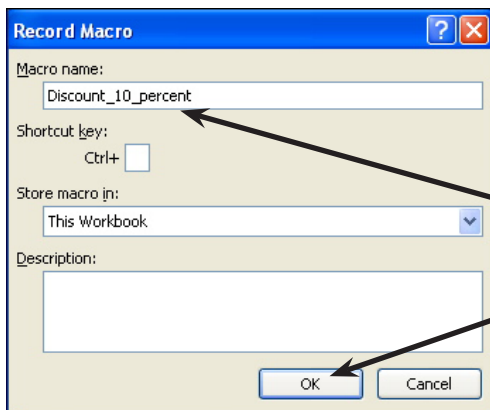 Record Macro
Macro name:
Discount_10_percent
Shortcut key:
Ctrl+
Store macro in:
This Workbook
Description:
OK Cancel